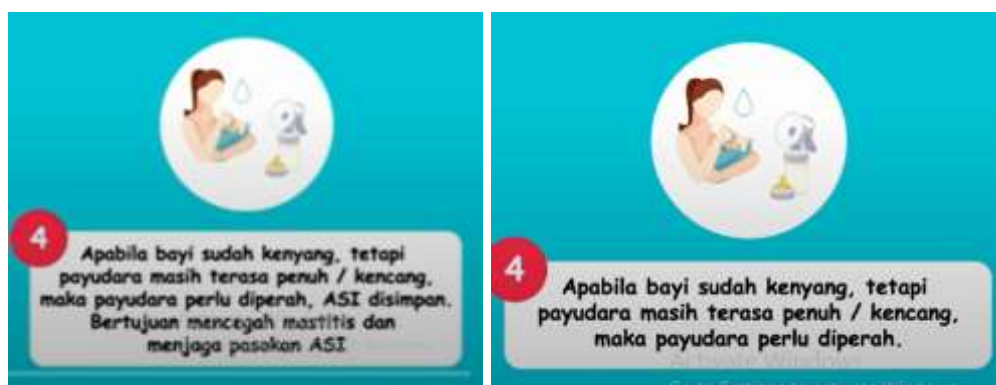 4
Apabila bayi sudah kenyang, tetapi
payudara masih terasa penuh / kencang,
maka payudara perlu diperah, ASI disimpan.
Bertujuan mencegah mastitis dan
menjaga pasokan ASI
4
Apabila bayi sudah kenyang, tetapi
payudara masih terasa penuh / kencang,
maka payudara perlu diperah.
Activate Windows